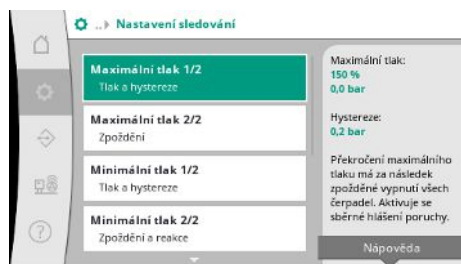 ..▸ Nastavení sledování
Maximální tlak 1/2
Tlak a hystereze
Maximální tlak 2/2
Zpoždění
Minimální tlak 1/2
Tlak a hystereze
Minimální tlak 2/2
Zpoždění a reakce
Maximální tlak:
150 %
0,0 bar
Hystereze:
0,2 bar
Překročení maximálního
tlaku má za následek
zpožděné vypnutí všech
čerpadel. Aktivuje se
sběrné hlášení poruchy.
Nápověda